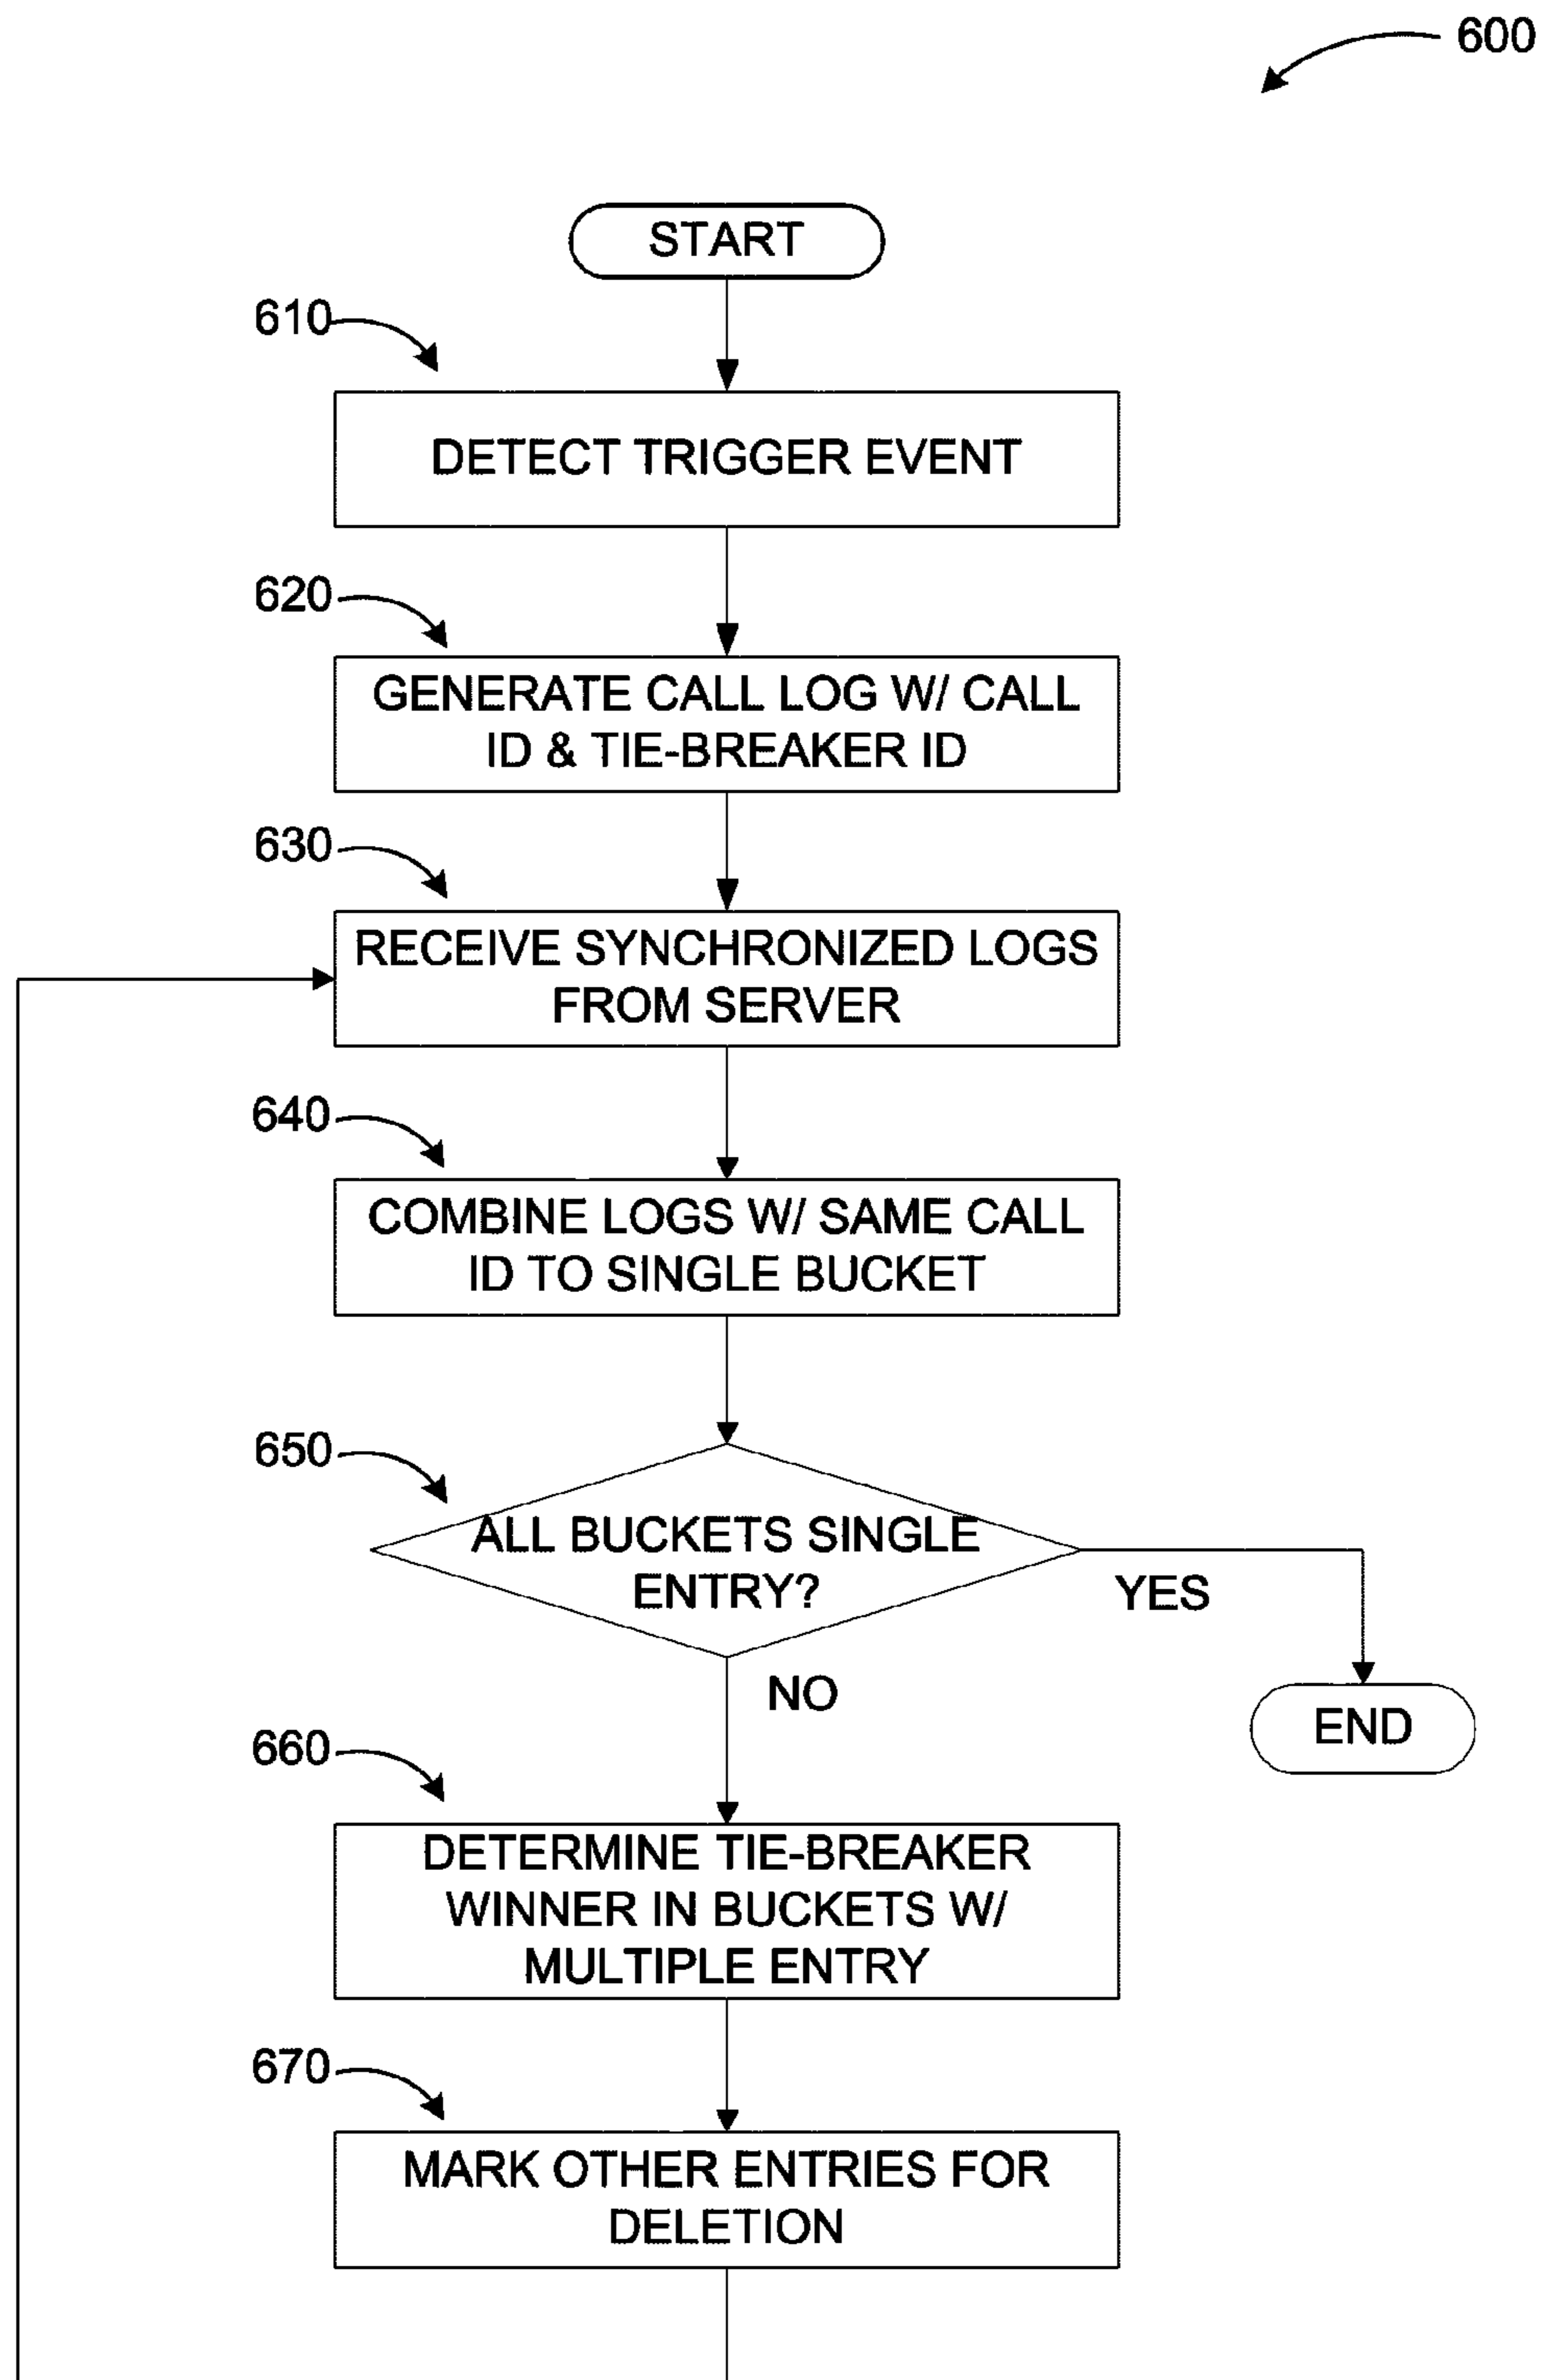 600
START
610
DETECT TRIGGER EVENT
620
GENERATE CALL LOG W/ CALL
ID & TIE-BREAKER ID
630
RECEIVE SYNCHRONIZED LOGS
FROM SERVER
640
COMBINE LOGS W/ SAME CALL
ID TO SINGLE BUCKET
650
ALL BUCKETS SINGLE
ENTRY?
YES
NO
END
660
DETERMINE TIE-BREAKER
WINNER IN BUCKETS W/
MULTIPLE ENTRY
670
MARK OTHER ENTRIES FOR
DELETION